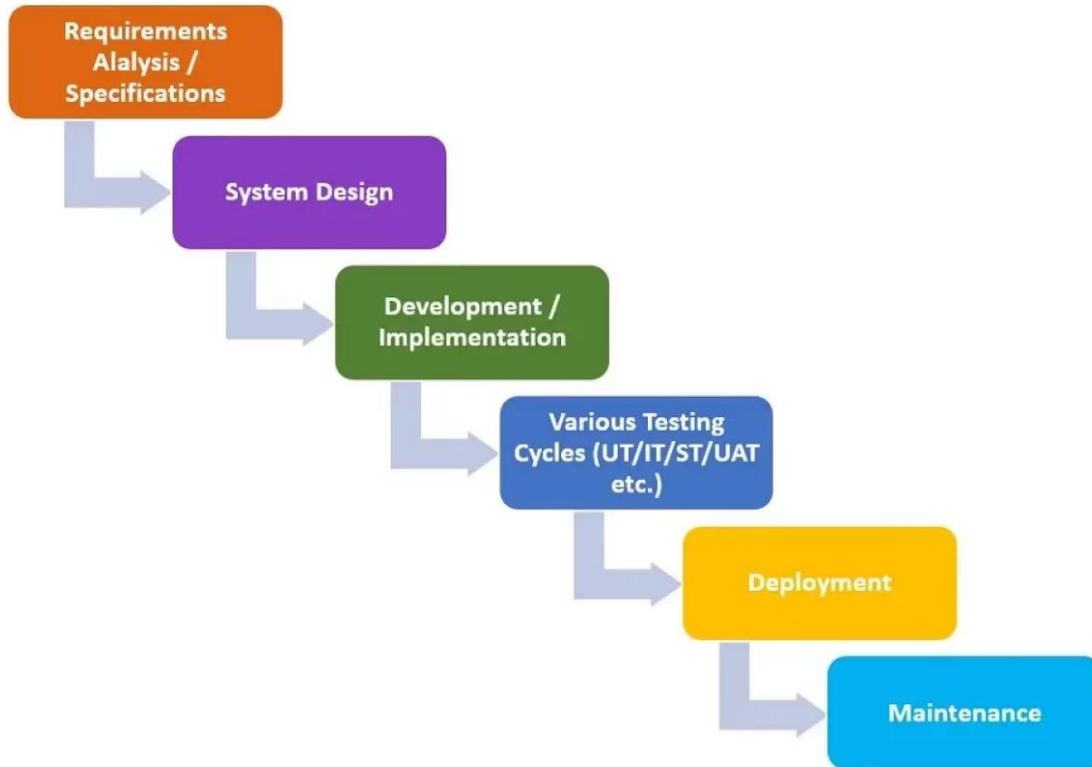 Requirements
Alalysis /
Specifications
System Design
Development /
Implementation
Various Testing
Cycles (UT/IT/ST/UAT
etc.)
Deployment
Maintenance